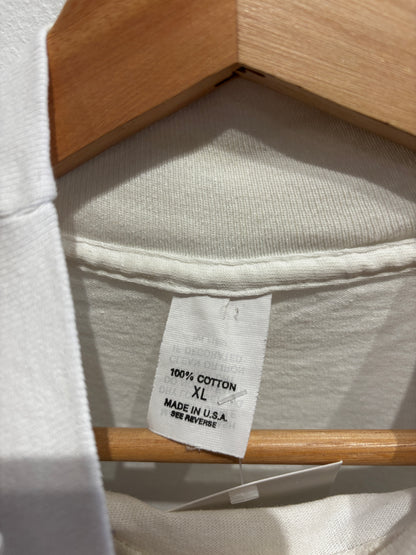 100% COTTON
XL
MADE IN U.S.A.
SEE REVERSE